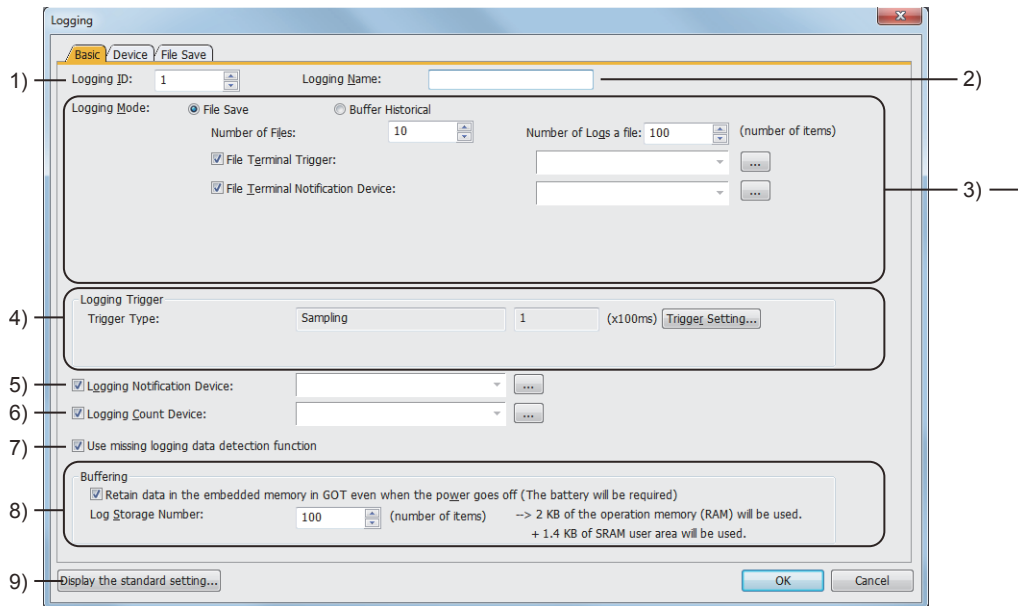 Logging
Basic Device File Save
1) Logging ID: 1 Logging Name: 2)
Logging Mode: File Save Buffer Historical
Number of Files: 10 Number of Logs a file: 100 (number of items)
File Terminal Trigger: ...
File Terminal Notification Device: ... 3)
Logging Trigger
4) Trigger Type: Sampling 1 (x100ms) Trigger Setting...
5) Logging Notification Device: ...
6) Logging Count Device: ...
7) Use missing logging data detection function
Buffering
Retain data in the embedded memory in GOT even when the power goes off (The battery will be required)
8) Log Storage Number: 100 (number of items) --> 2 KB of the operation memory (RAM) will be used.
+ 1.4 KB of SRAM user area will be used.
9) Display the standard setting... OK Cancel